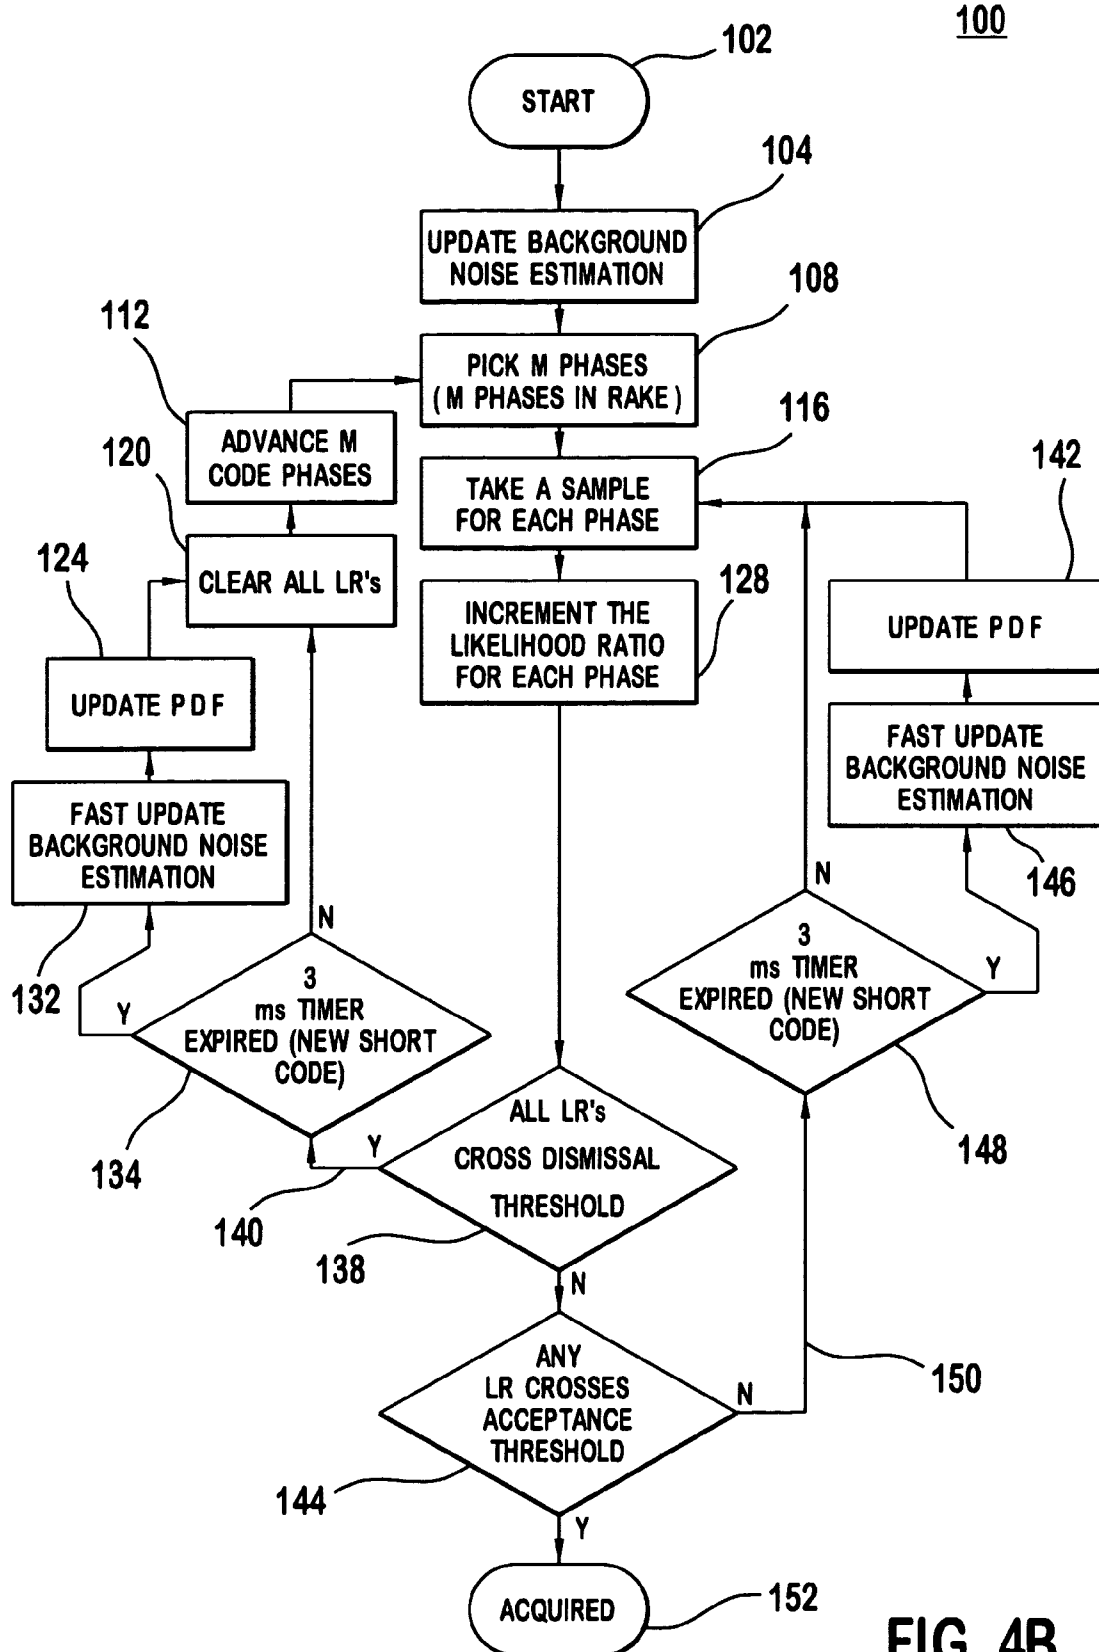 100
102
START
104
UPDATE BACKGROUND
NOISE ESTIMATION
108
112
PICK M PHASES
(M PHASES IN RAKE)
116
ADVANCE M
CODE PHASES
120
TAKE A SAMPLE
FOR EACH PHASE
142
124
CLEAR ALL LR's
128
INCREMENT THE
LIKELIHOOD RATIO
FOR EACH PHASE
UPDATE PDF
UPDATE PDF
FAST UPDATE
BACKGROUND NOISE
ESTIMATION
146
FAST UPDATE
BACKGROUND NOISE
ESTIMATION
132
N
3
ms TIMER
EXPIRED (NEW SHORT
CODE)
Y
134
N
3
ms TIMER
EXPIRED (NEW SHORT
CODE)
Y
148
ALL LR's
CROSS DISMISSAL
THRESHOLD
Y
140
138
N
ANY
LR CROSSES
ACCEPTANCE
THRESHOLD
N
150
144
Y
ACQUIRED
152
FIG. 4B